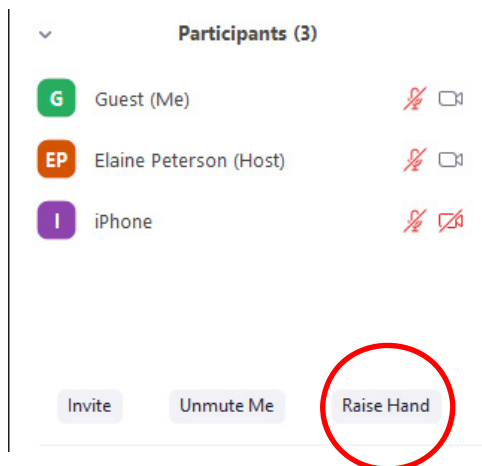 Participants (3)
G Guest (Me)
EP Elaine Peterson (Host)
I iPhone
Invite Unmute Me Raise Hand